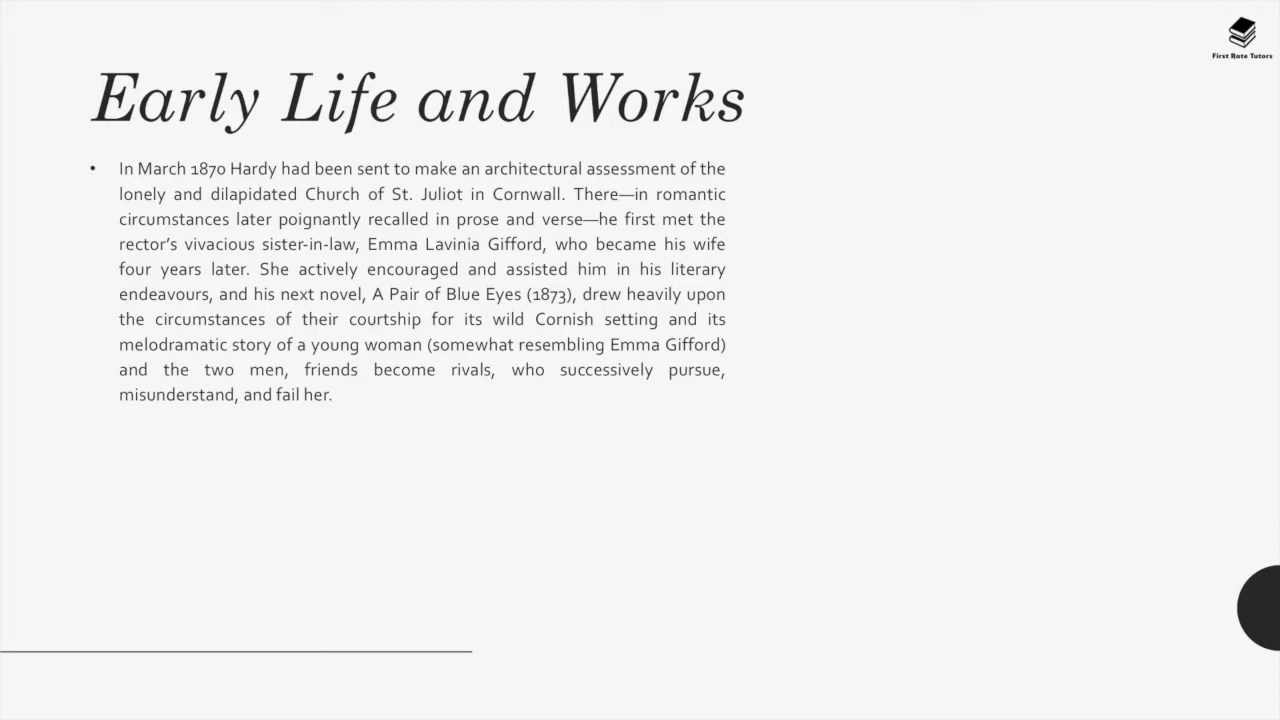 First Rate Tutors
Early Life and Works
• In March 1870 Hardy had been sent to make an architectural assessment of the
lonely and dilapidated Church of St. Juliot in Cornwall. There—in romantic
circumstances later poignantly recalled in prose and verse—he first met the
rector’s vivacious sister-in-law, Emma Lavinia Gifford, who became his wife
four years later. She actively encouraged and assisted him in his literary
endeavours, and his next novel, A Pair of Blue Eyes (1873), drew heavily upon
the circumstances of their courtship for its wild Cornish setting and its
melodramatic story of a young woman (somewhat resembling Emma Gifford)
and the two men, friends become rivals, who successively pursue,
misunderstand, and fail her.